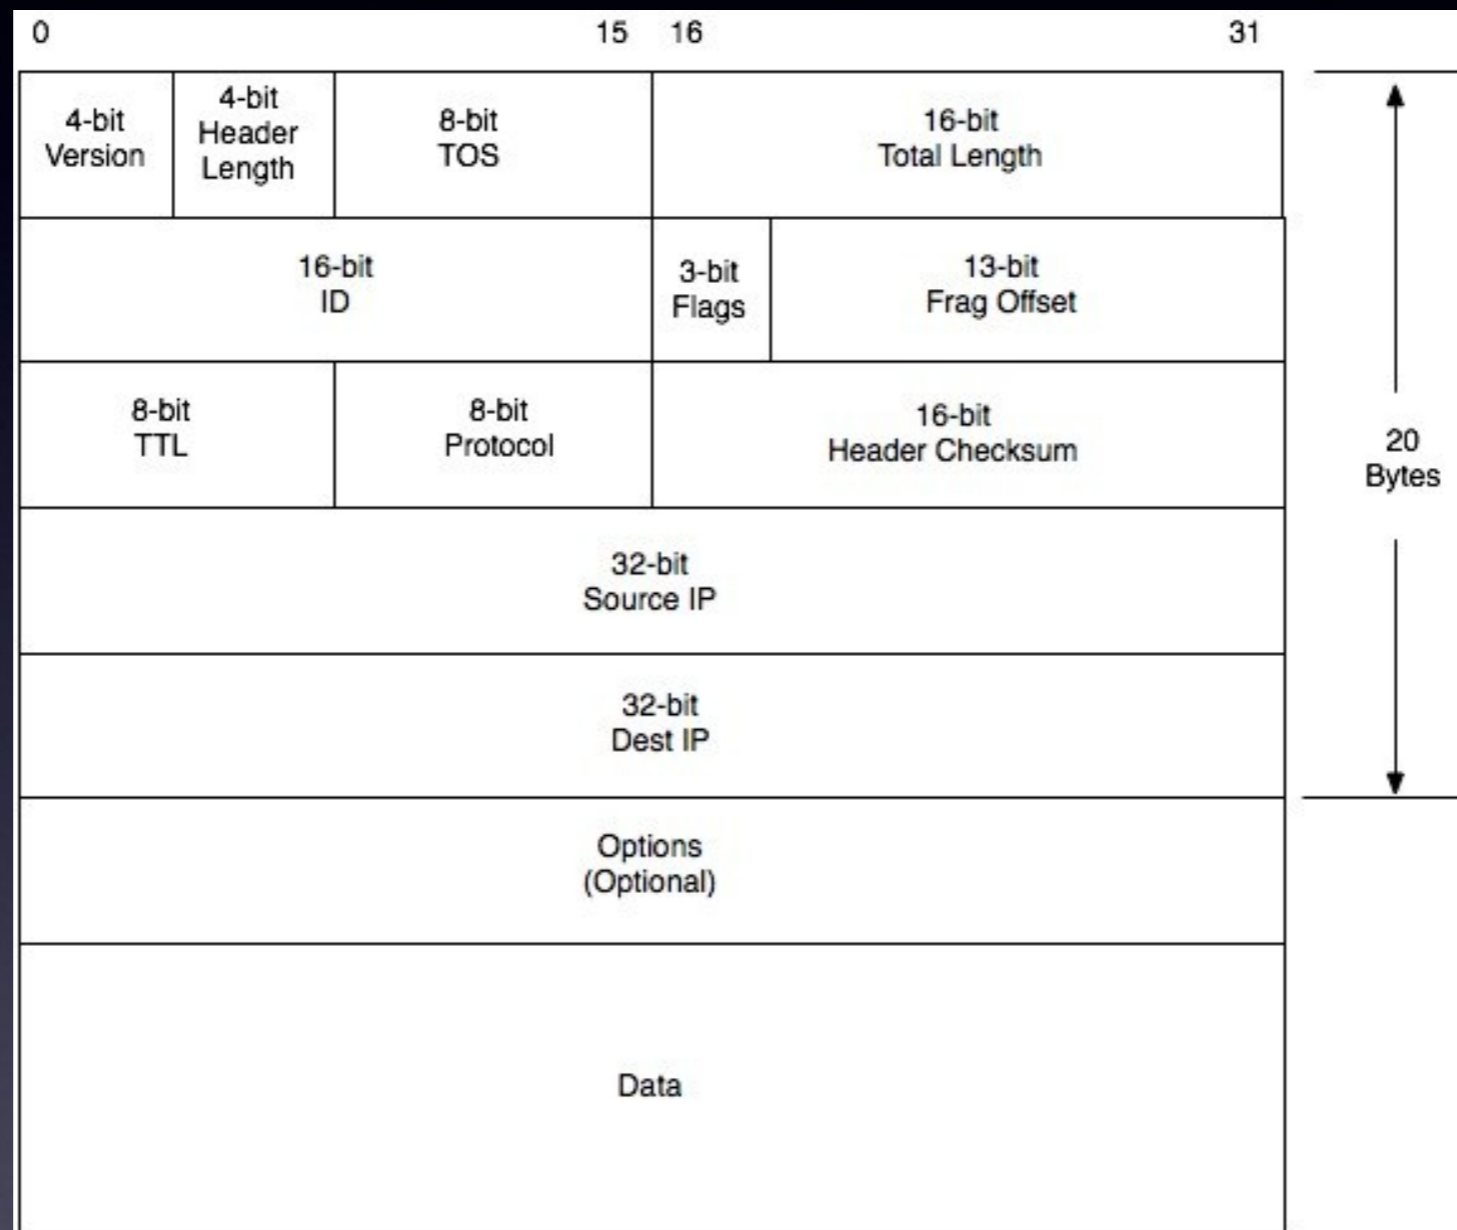 0
15
16
31
4-bit
Version
4-bit
Header
Length
8-bit
TOS
16-bit
Total Length
16-bit
ID
3-bit
Flags
13-bit
Frag Offset
8-bit
TTL
8-bit
Protocol
16-bit
Header Checksum
20
Bytes
32-bit
Source IP
32-bit
Dest IP
Options
(Optional)
Data